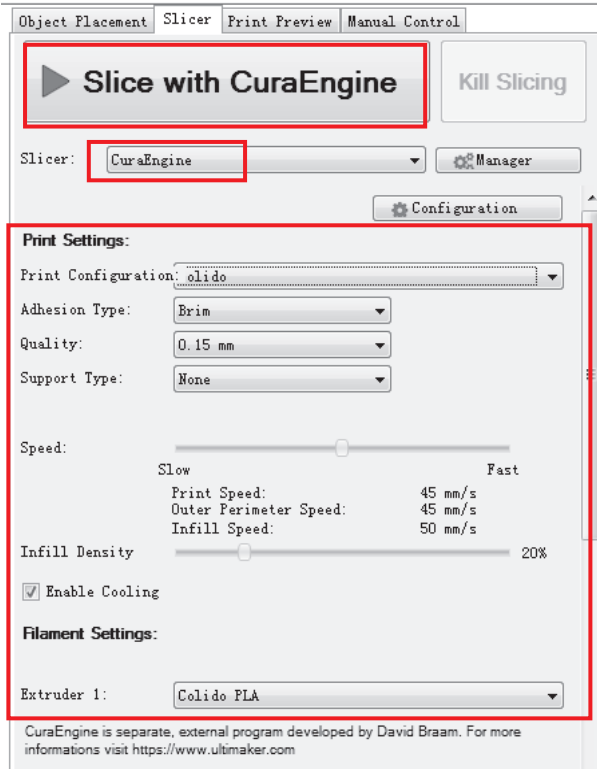 Object Placement Slicer Print Preview Manual Control
Slice with CuraEngine Kill Slicing
Slicer: CuraEngine Manager
Configuration
Print Settings:
Print Configuration: olido
Adhesion Type: Brim
Quality: 0.15 mm
Support Type: None
Speed:
Slow Fast
Print Speed: 45 mm/s
Outer Perimeter Speed: 45 mm/s
Infill Speed: 50 mm/s
Infill Density 20%
Enable Cooling
Filament Settings:
Extruder 1: Colido PLA
CuraEngine is separate, external program developed by David Braam. For more
informations visit https://www.ultimaker.com